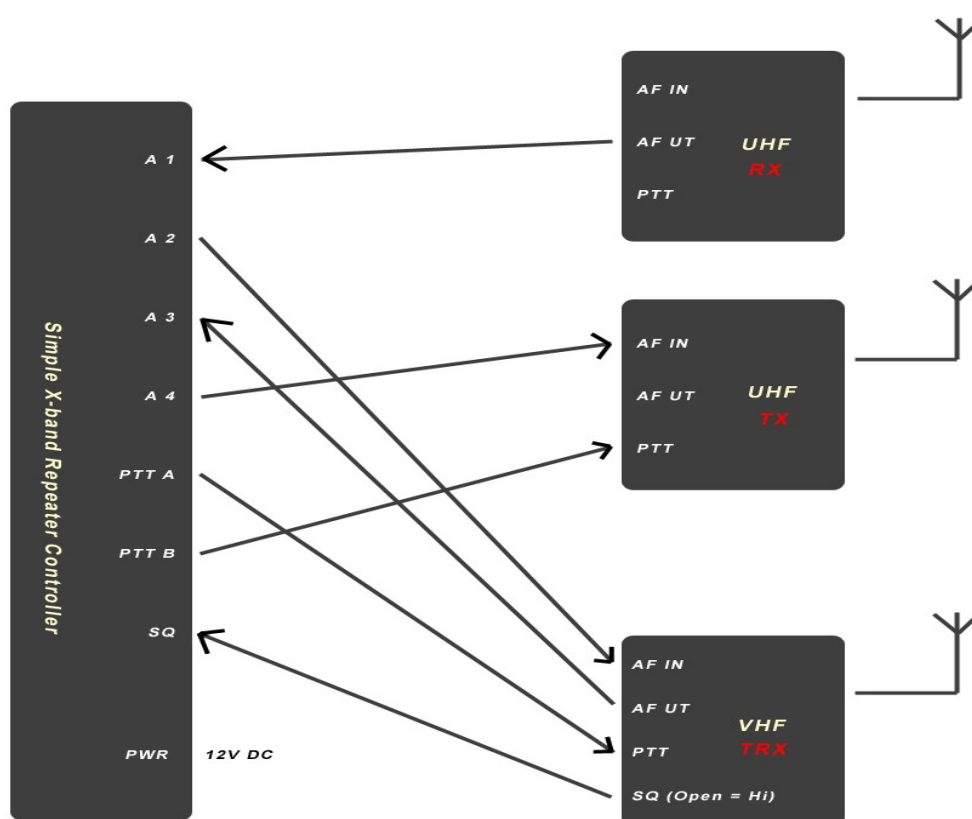 Simple X-band Repeater Controller
A 1
A 2
A 3
A 4
PTT A
PTT B
SQ
PWR 12V DC
AF IN
AF UT
PTT
UHF
RX
AF IN
AF UT
PTT
UHF
TX
AF IN
AF UT
PTT
SQ (Open = Hi)
VHF
TRX